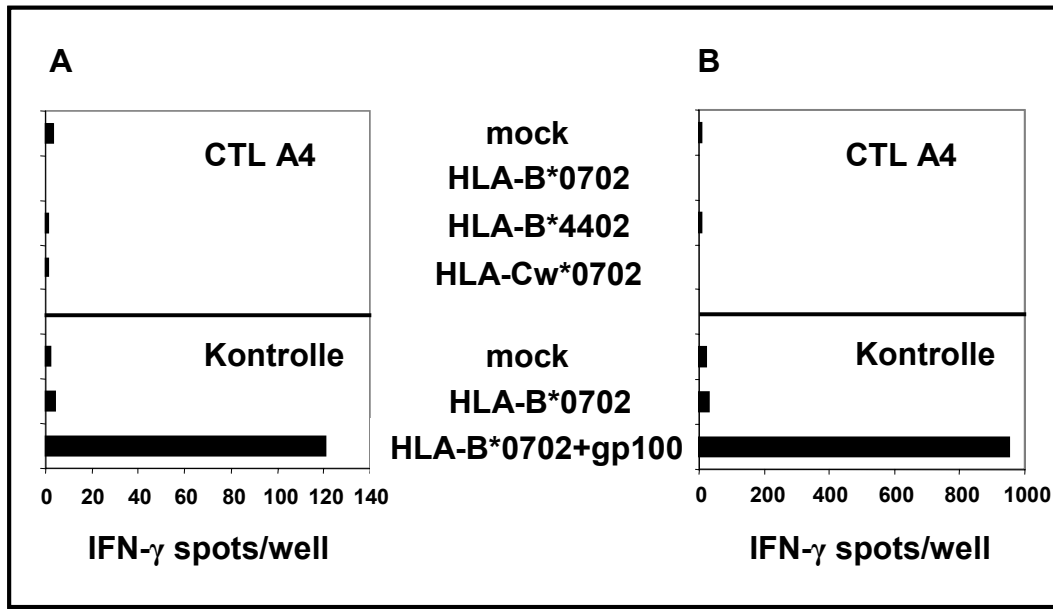 A
CTL A4
Kontrolle
0 20 40 60 80 100 120 140
IFN-γ spots/well
mock
HLA-B*0702
HLA-B*4402
HLA-Cw*0702
mock
HLA-B*0702
HLA-B*0702+gp100
B
CTL A4
Kontrolle
0 200 400 600 800 1000
IFN-γ spots/well